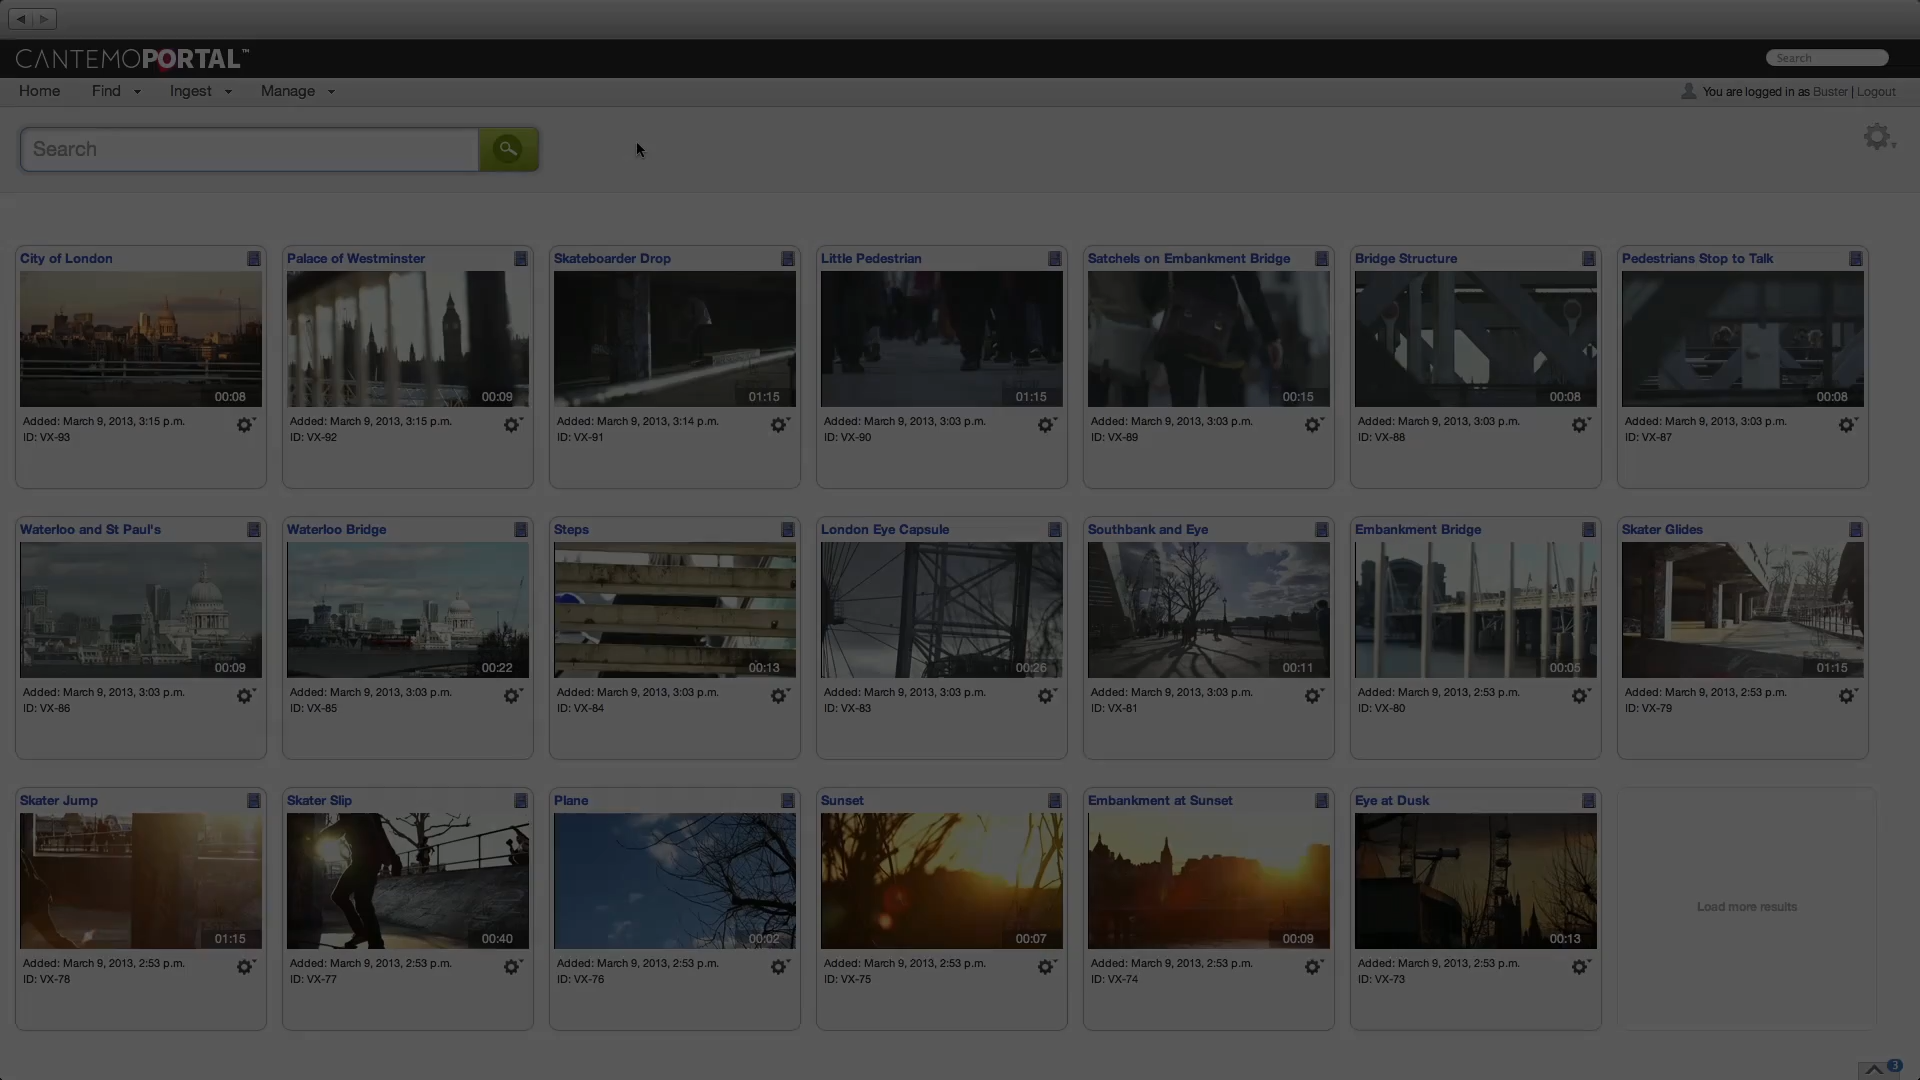 CANTEMOPORTAL™
Search
Home Find Ingest Manage
You are logged in as Buster | Logout
Search
City of London
00:08
Added: March 9, 2013, 3:15 p.m.
ID: VX-93
Palace of Westminster
00:09
Added: March 9, 2013, 3:15 p.m.
ID: VX-92
Skateboarder Drop
01:15
Added: March 9, 2013, 3:14 p.m.
ID: VX-91
Little Pedestrian
01:15
Added: March 9, 2013, 3:03 p.m.
ID: VX-90
Satchels on Embankment Bridge
00:15
Added: March 9, 2013, 3:03 p.m.
ID: VX-89
Bridge Structure
00:08
Added: March 9, 2013, 3:03 p.m.
ID: VX-88
Pedestrians Stop to Talk
00:08
Added: March 9, 2013, 3:03 p.m.
ID: VX-87
Waterloo and St Paul's
00:09
Added: March 9, 2013, 3:03 p.m.
ID: VX-86
Waterloo Bridge
00:22
Added: March 9, 2013, 3:03 p.m.
ID: VX-85
Steps
00:13
Added: March 9, 2013, 3:03 p.m.
ID: VX-84
London Eye Capsule
00:26
Added: March 9, 2013, 3:03 p.m.
ID: VX-83
Southbank and Eye
00:11
Added: March 9, 2013, 3:03 p.m.
ID: VX-81
Embankment Bridge
00:05
Added: March 9, 2013, 2:53 p.m.
ID: VX-80
Skater Glides
01:15
Added: March 9, 2013, 2:53 p.m.
ID: VX-79
Skater Jump
01:15
Added: March 9, 2013, 2:53 p.m.
ID: VX-78
Skater Slip
00:40
Added: March 9, 2013, 2:53 p.m.
ID: VX-77
Plane
00:02
Added: March 9, 2013, 2:53 p.m.
ID: VX-76
Sunset
00:07
Added: March 9, 2013, 2:53 p.m.
ID: VX-75
Embankment at Sunset
00:09
Added: March 9, 2013, 2:53 p.m.
ID: VX-74
Eye at Dusk
00:13
Added: March 9, 2013, 2:53 p.m.
ID: VX-73
Load more results
3